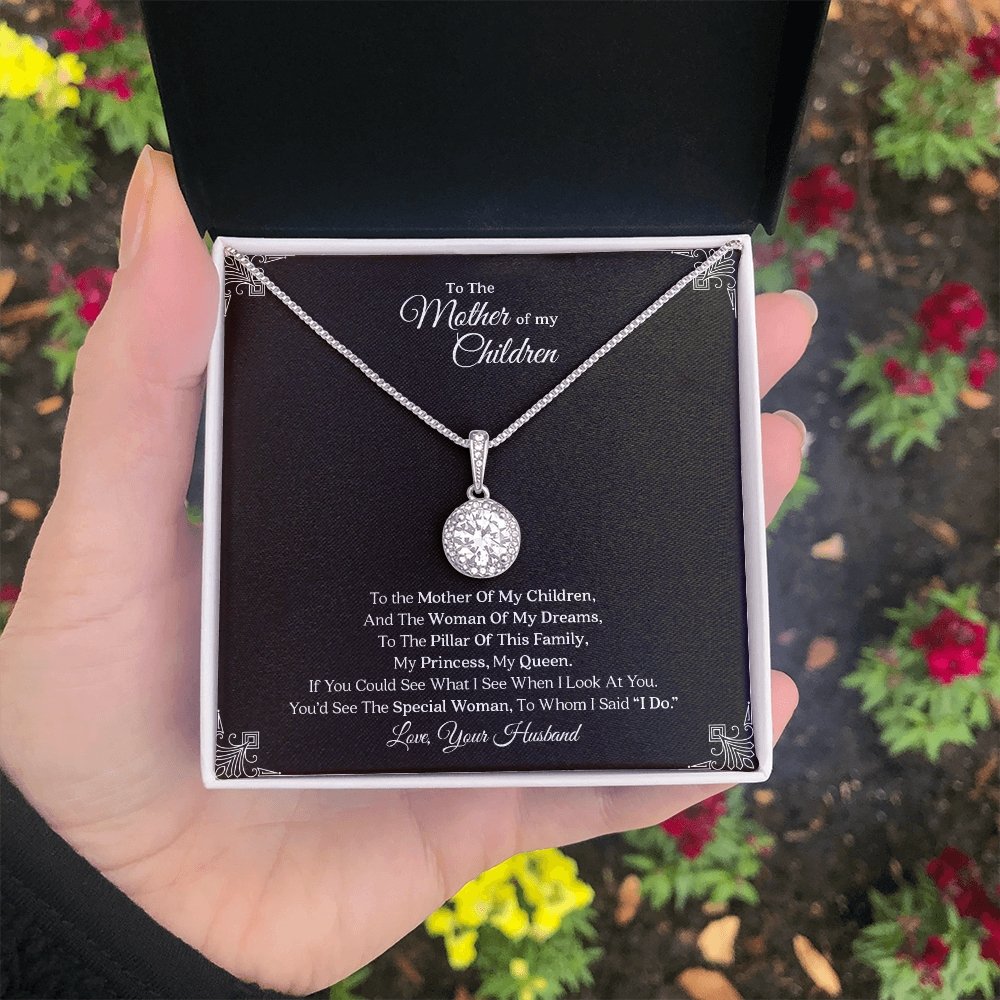 To The
Mother of my
Children
To the Mother Of My Children,
And The Woman Of My Dreams,
To The Pillar Of This Family,
My Princess, My Queen.
If You Could See What I See When I Look At You.
You'd See The Special Woman, To Whom I Said “I Do.”
Love, Your Husband